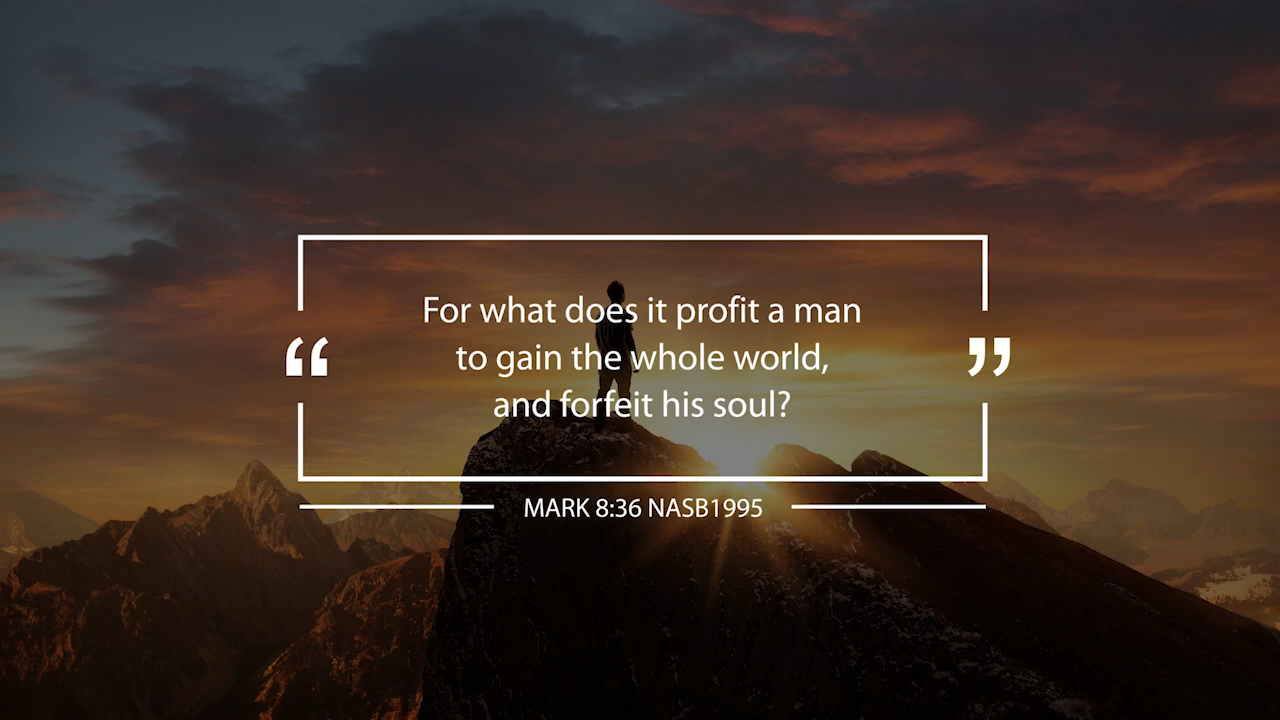 For what does it profit a man
“ to gain the whole world, ”
and forfeit his soul?
MARK 8:36 NASB1995